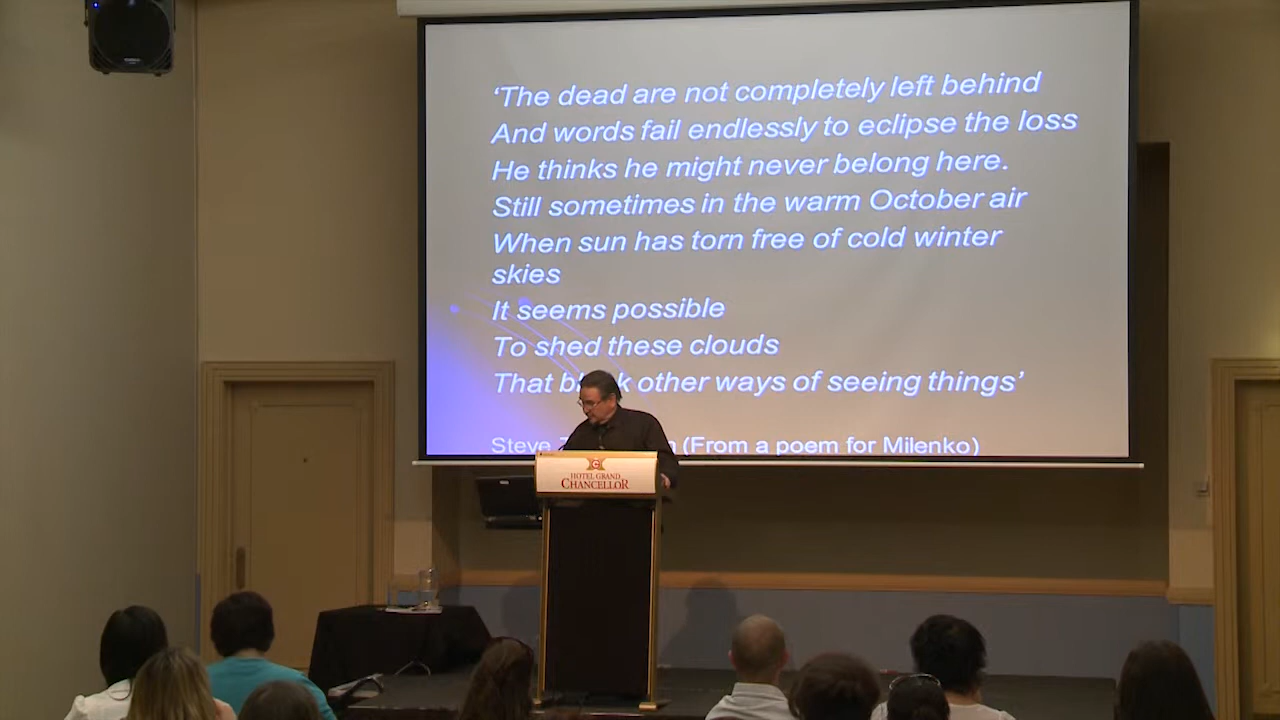 ‘The dead are not completely left behind
And words fail endlessly to eclipse the loss
He thinks he might never belong here.
Still sometimes in the warm October air
When sun has torn free of cold winter
skies
It seems possible
To shed these clouds
That other ways of seeing things’
Steve (From a poem for Milenko)
HOTEL GRAND
CHANCELLOR